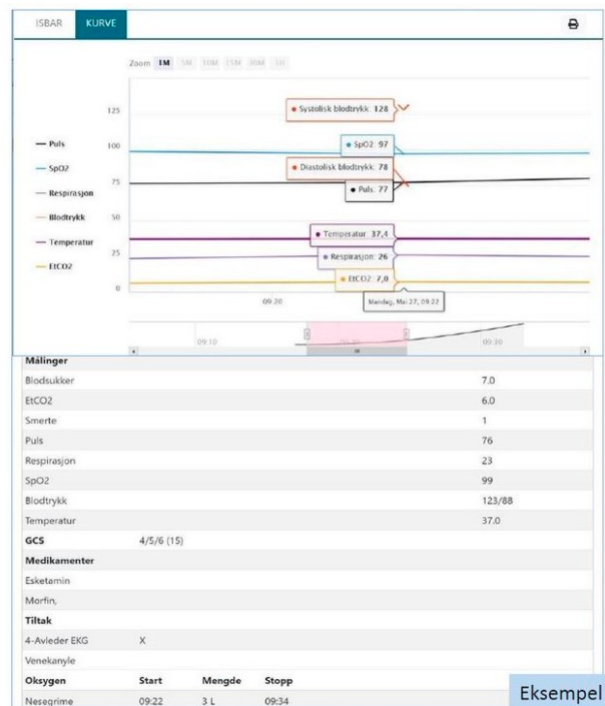 ISBAR KURVE
Zoom 1M 5M 10M 15M 30M
125
Systolisk blodtrykk: 128
100
SpO2: 97
Puls
SpO2
Diastolisk blodtrykk: 78
75
Puls: 77
Respirasjon
Blodtrykk
50
Temperatur: 37,4
Temperatur
Respirasjon: 26
25
EtCO2
EtCO2: 7,0
0
09:20
Mandag, Mai 27, 09:22
09:10 09:30
Målinger
Blodsukker 7.0
EtCO2 6.0
Smerte 1
Puls 76
Respirasjon 23
SpO2 99
Blodtrykk 123/88
Temperatur 37.0
GCS 4/5/6 (15)
Medikamenter
Esketamin
Morfin,
Tiltak
4-Avleder EKG X
Venekanyle
Oksygen Start Mengde Stopp
Nesegrime 09:22 3 L 09:34
Eksempel